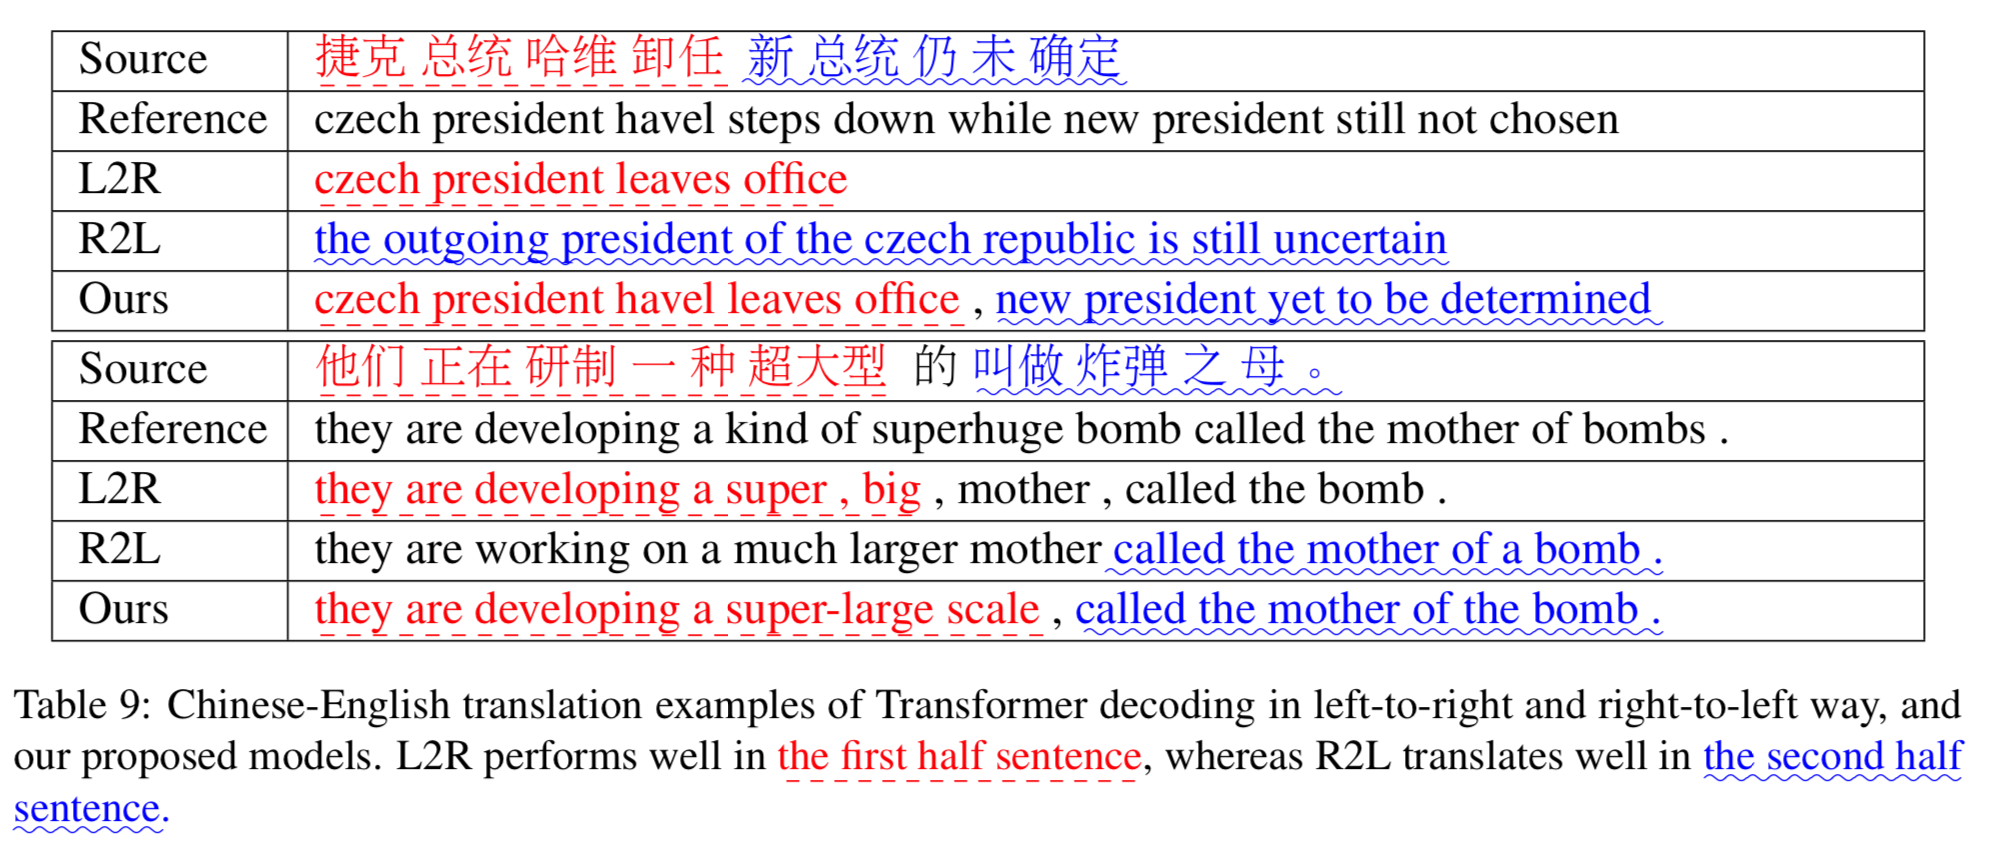 Source 捷克 总统 哈维 卸任 新 总统 仍 未 确定
Reference czech president havel steps down while new president still not chosen
L2R czech president leaves office
R2L the outgoing president of the czech republic is still uncertain
Ours czech president havel leaves office , new president yet to be determined
Source 他们 正在 研制 一 种 超大型 的 叫做 炸弹 之 母 。
Reference they are developing a kind of superhuge bomb called the mother of bombs .
L2R they are developing a super , big , mother , called the bomb .
R2L they are working on a much larger mother called the mother of a bomb .
Ours they are developing a super-large scale , called the mother of the bomb .
Table 9: Chinese-English translation examples of Transformer decoding in left-to-right and right-to-left way, and
our proposed models. L2R performs well in the first half sentence, whereas R2L translates well in the second half
sentence.